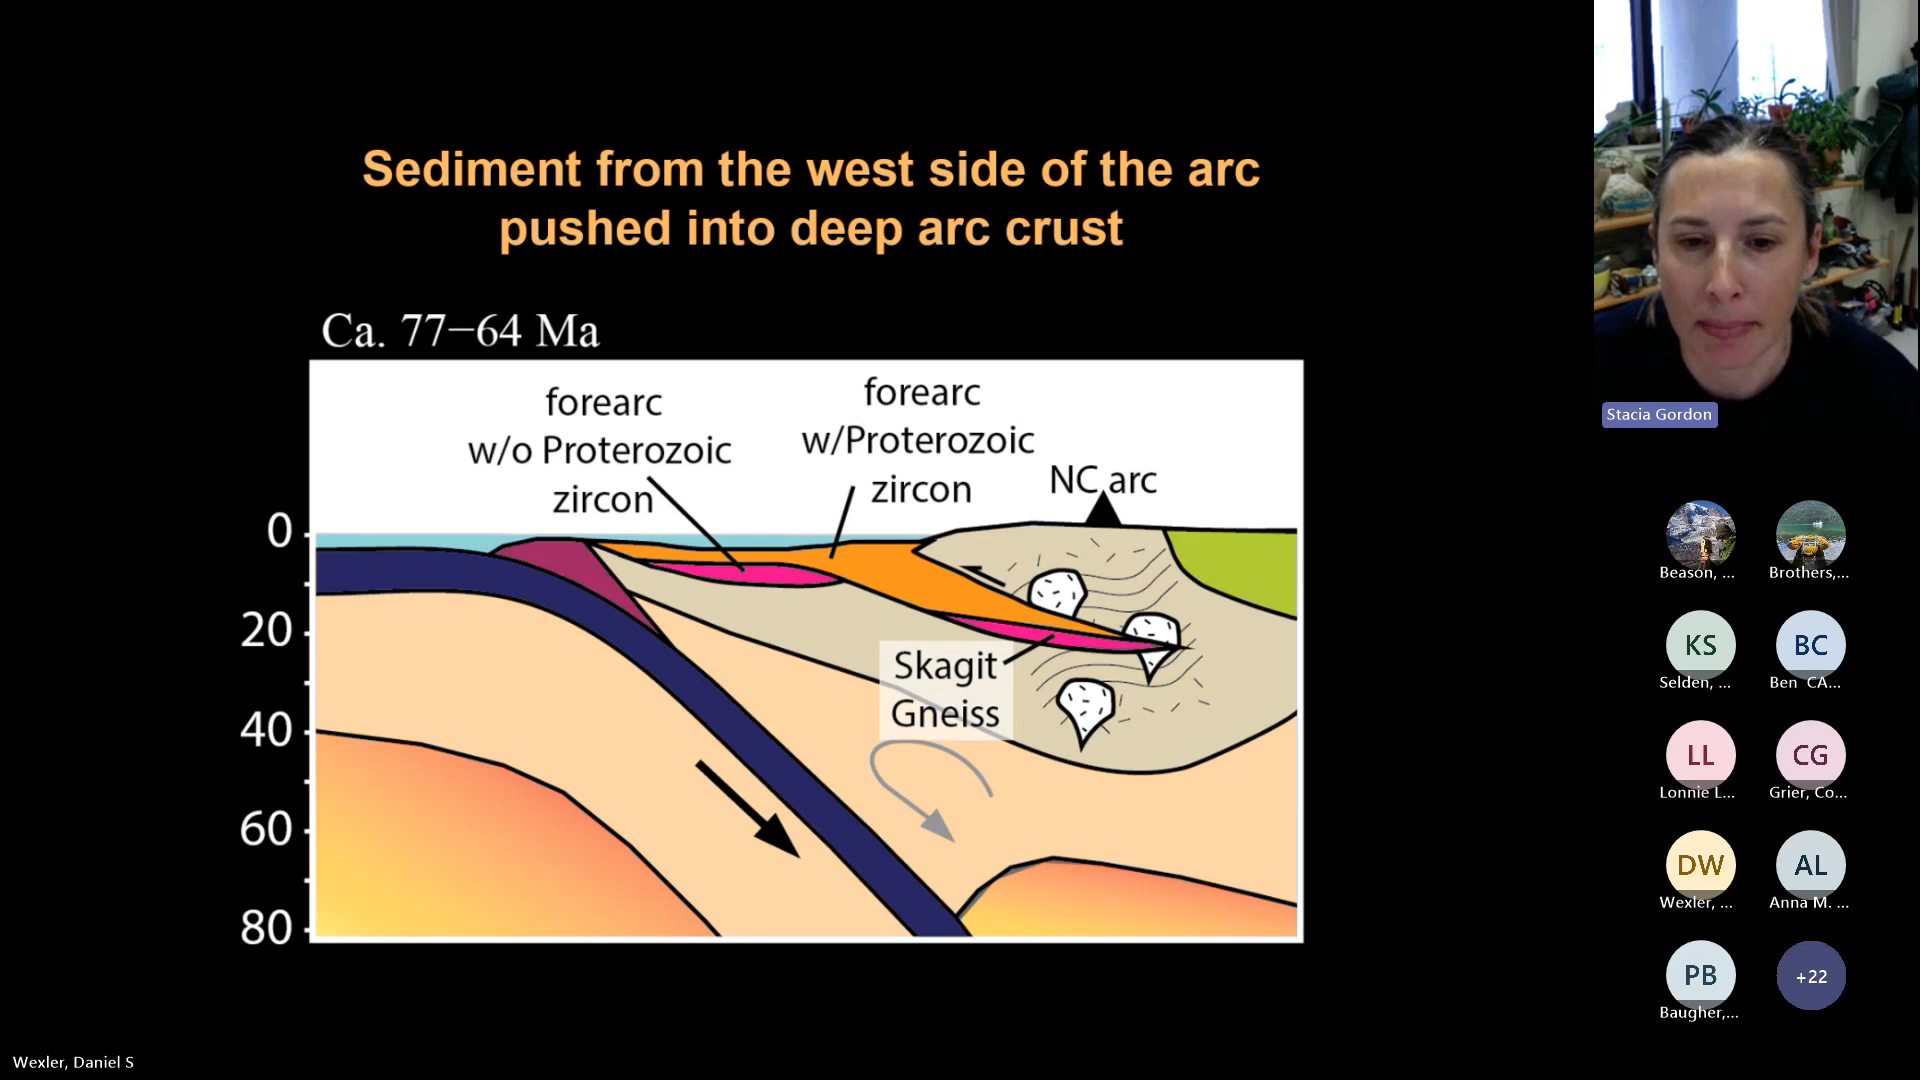 Sediment from the west side of the arc
pushed into deep arc crust
Ca. 77–64 Ma
forearc
w/o Proterozoic
zircon
forearc
w/Proterozoic
zircon
NC arc
Skagit
Gneiss
0
20
40
60
80
Stacia Gordon
Beason, ...
Brothers,...
KS
Selden, ...
BC
Ben CA...
LL
Lonnie L...
CG
Grier, Co...
DW
Wexler, ...
AL
Anna M. ...
PB
Baugher,...
+22
Wexler, Daniel S